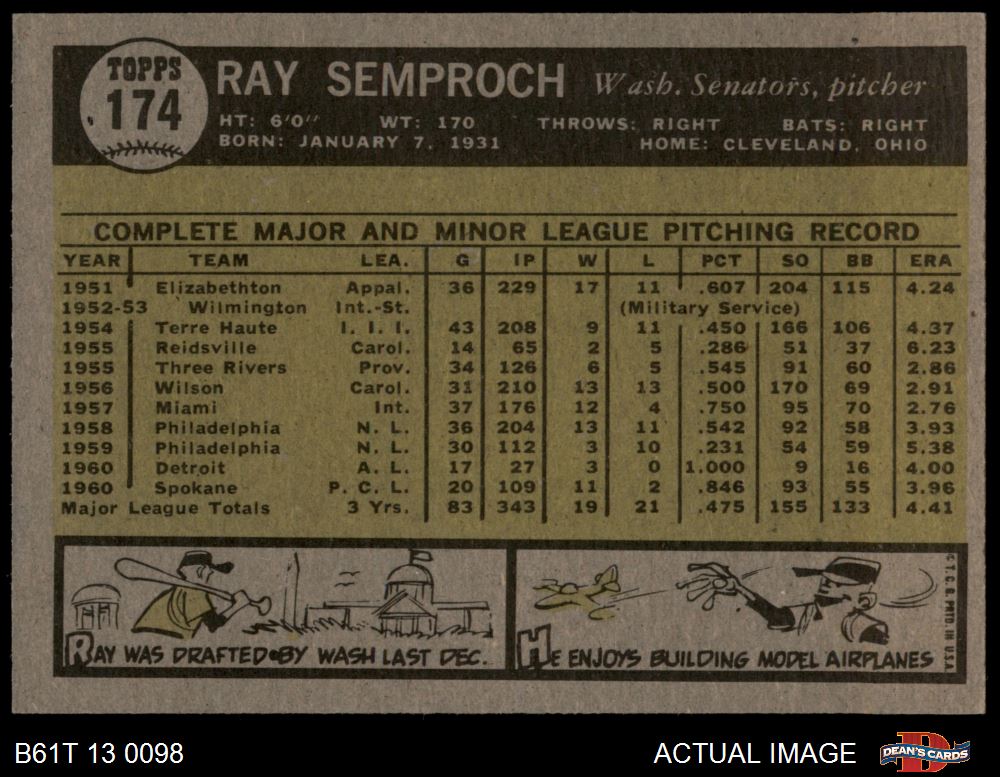 TOPPS
174
RAY SEMPROCH Wash. Senators, pitcher
HT: 6'0" WT: 170 THROWS: RIGHT BATS: RIGHT
BORN: JANUARY 7, 1931 HOME: CLEVELAND, OHIO
COMPLETE MAJOR AND MINOR LEAGUE PITCHING RECORD
YEAR TEAM LEA. G IP W L PCT SO BB ERA
1951 Elizabethton Appal. 36 229 17 11 .607 204 115 4.24
1952-53 Wilmington Int.-St. (Military Service)
1954 Terre Haute I. I. I. 43 208 9 11 .450 166 106 4.37
1955 Reidsville Carol. 14 65 2 5 .286 51 37 6.23
1955 Three Rivers Prov. 34 126 6 5 .545 91 60 2.86
1956 Wilson Carol. 31 210 13 13 .500 170 69 2.91
1957 Miami Int. 37 176 12 4 .750 95 70 2.76
1958 Philadelphia N. L. 36 204 13 11 .542 92 58 3.93
1959 Philadelphia N. L. 30 112 3 10 .231 54 59 5.38
1960 Detroit A. L. 17 27 3 0 1.000 9 16 4.00
1960 Spokane P. C. L. 20 109 11 2 .846 93 55 3.96
Major League Totals 3 Yrs. 83 343 19 21 .475 155 133 4.41
RAY WAS DRAFTED BY WASH LAST DEC.
HE ENJOYS BUILDING MODEL AIRPLANES
© T. C. G. PRTD. IN U.S.A.
B61T 13 0098
ACTUAL IMAGE
D
DEAN'S CARDS